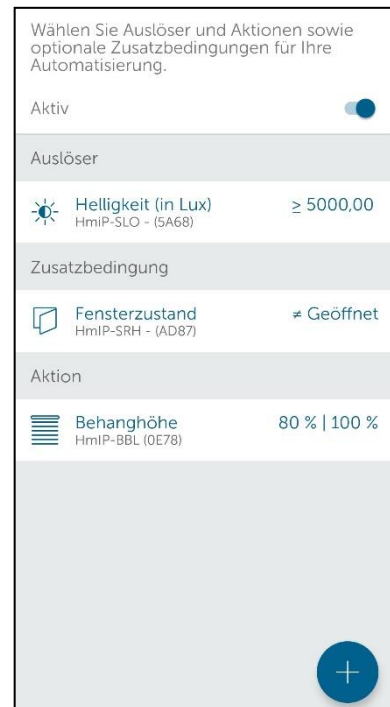 Wählen Sie Auslöser und Aktionen sowie
optionale Zusatzbedingungen für Ihre
Automatisierung.
Aktiv
Auslöser
Helligkeit (in Lux) ≥ 5000,00
HmiP-SLO - (5A68)
Zusatzbedingung
Fensterzustand ≠ Geöffnet
HmIP-SRH - (AD87)
Aktion
Behanghöhe 80 % | 100 %
HmIP-BBL (0E78)